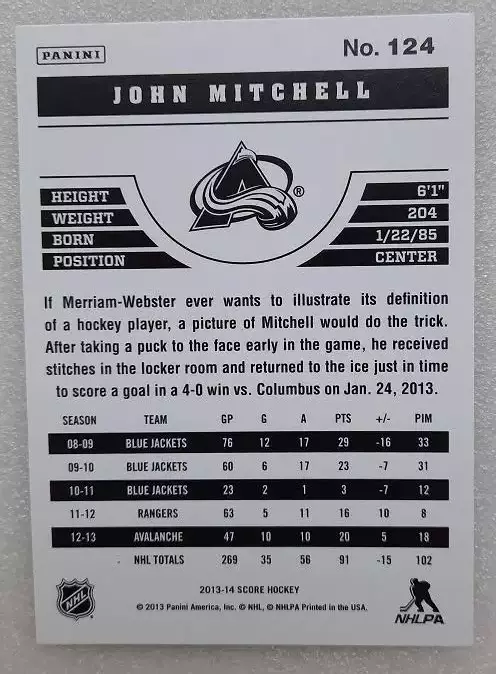 PANINI
No. 124
JOHN MITCHELL
®
HEIGHT 6'1"
WEIGHT 204
BORN 1/22/85
POSITION CENTER
If Merriam-Webster ever wants to illustrate its definition
of a hockey player, a picture of Mitchell would do the trick.
After taking a puck to the face early in the game, he received
stitches in the locker room and returned to the ice just in time
to score a goal in a 4-0 win vs. Columbus on Jan. 24, 2013.
SEASON TEAM GP G A PTS +/- PIM
08-09 BLUE JACKETS 76 12 17 29 -16 33
09-10 BLUE JACKETS 60 6 17 23 -7 31
10-11 BLUE JACKETS 23 2 1 3 -7 12
11-12 RANGERS 63 5 11 16 10 8
12-13 AVALANCHE 47 10 10 20 5 18
NHL TOTALS 269 35 56 91 -15 102
2013-14 SCORE HOCKEY
© 2013 Panini America, Inc. © NHL, © NHLPA Printed in the USA.
NHL
NHLPA